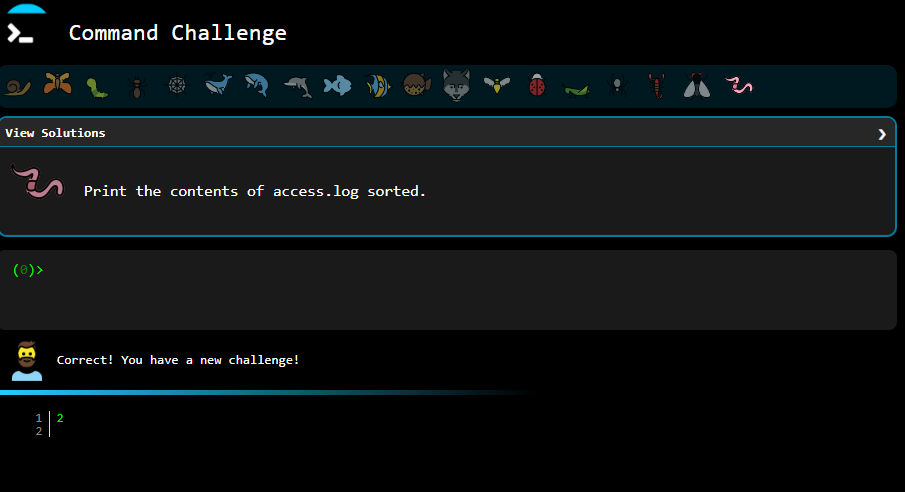 Command Challenge
View Solutions
Print the contents of access.log sorted.
(0)>
Correct! You have a new challenge!
1 2
2